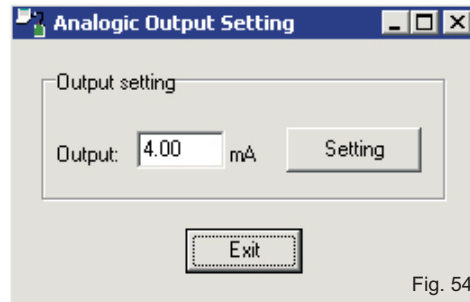 Analogic Output Setting
Output setting
Output: 4.00 mA Setting
Exit
Fig. 54